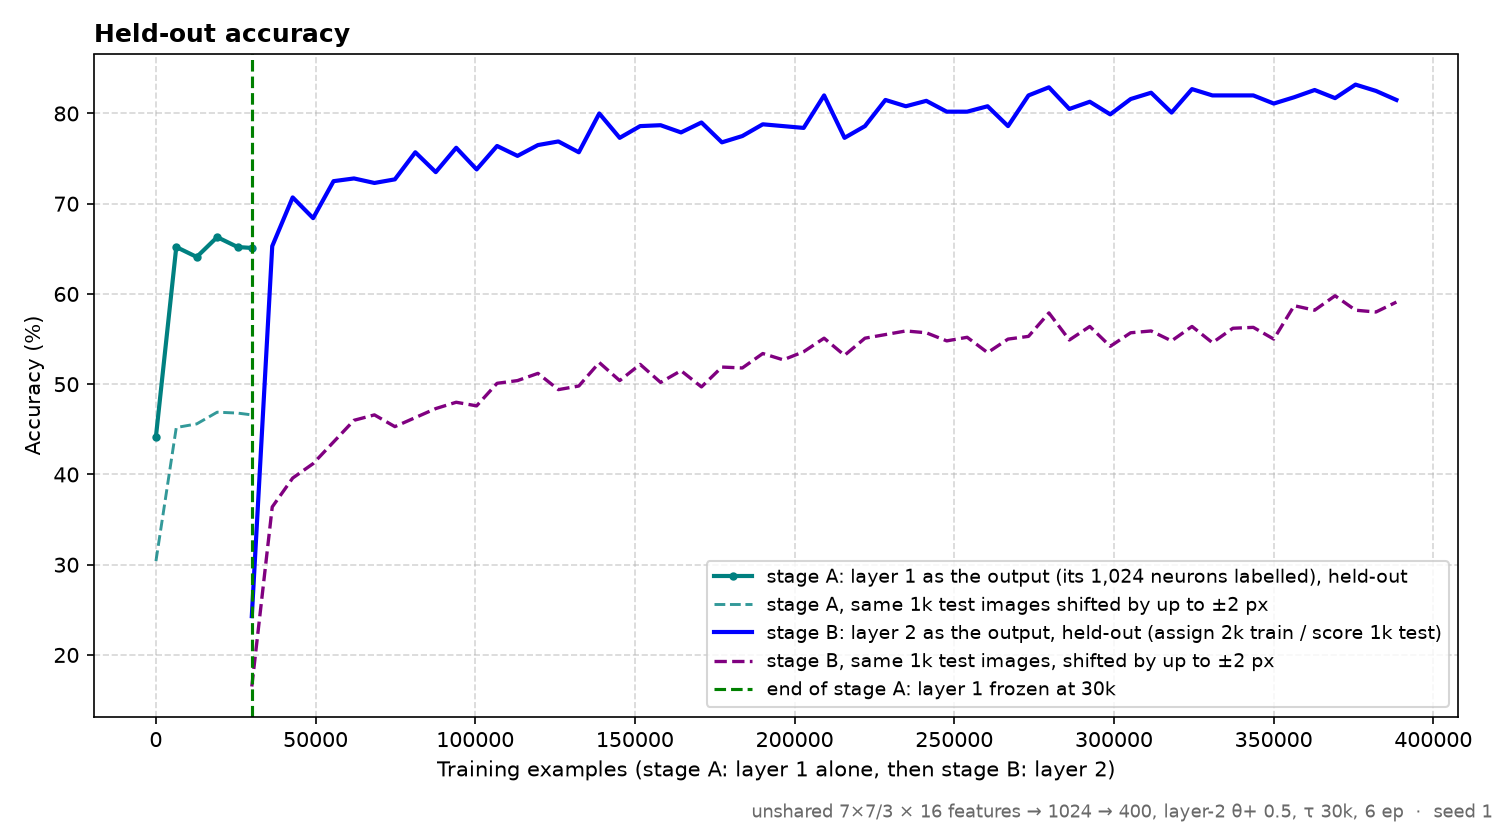 Held-out accuracy
Accuracy (%)
80
70
60
50
40
30
20
stage A: layer 1 as the output (its 1,024 neurons labelled), held-out
stage A, same 1k test images shifted by up to ±2 px
stage B: layer 2 as the output, held-out (assign 2k train / score 1k test)
stage B, same 1k test images, shifted by up to ±2 px
end of stage A: layer 1 frozen at 30k
0 50000 100000 150000 200000 250000 300000 350000 400000
Training examples (stage A: layer 1 alone, then stage B: layer 2)
unshared 7×7/3 × 16 features → 1024 → 400, layer-2 θ+ 0.5, τ 30k, 6 ep · seed 1